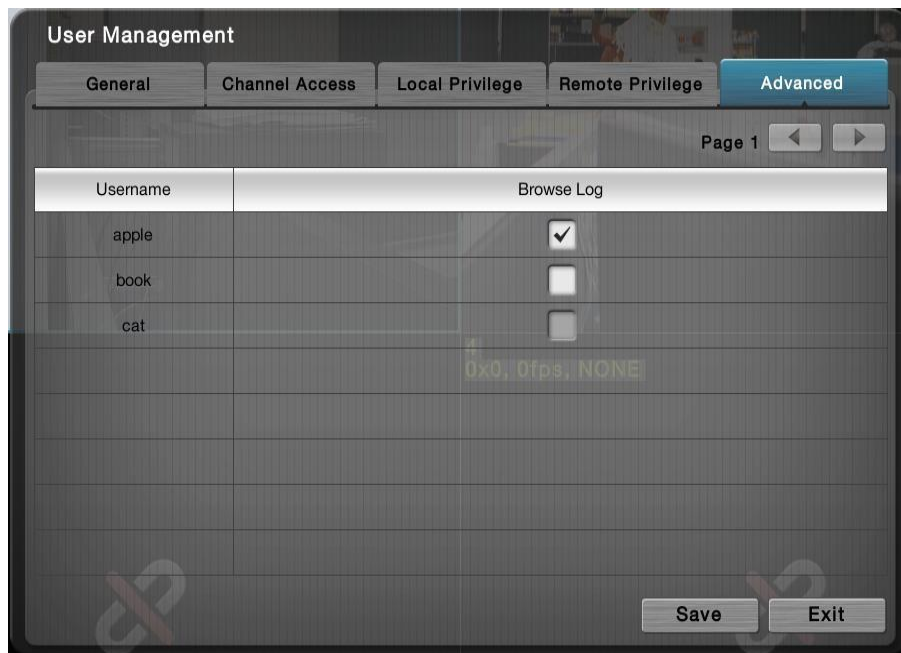 User Management
General Channel Access Local Privilege Remote Privilege Advanced
Page 1
Username Browse Log
apple
book
cat
4
0x0, 0fps, NONE
Save Exit